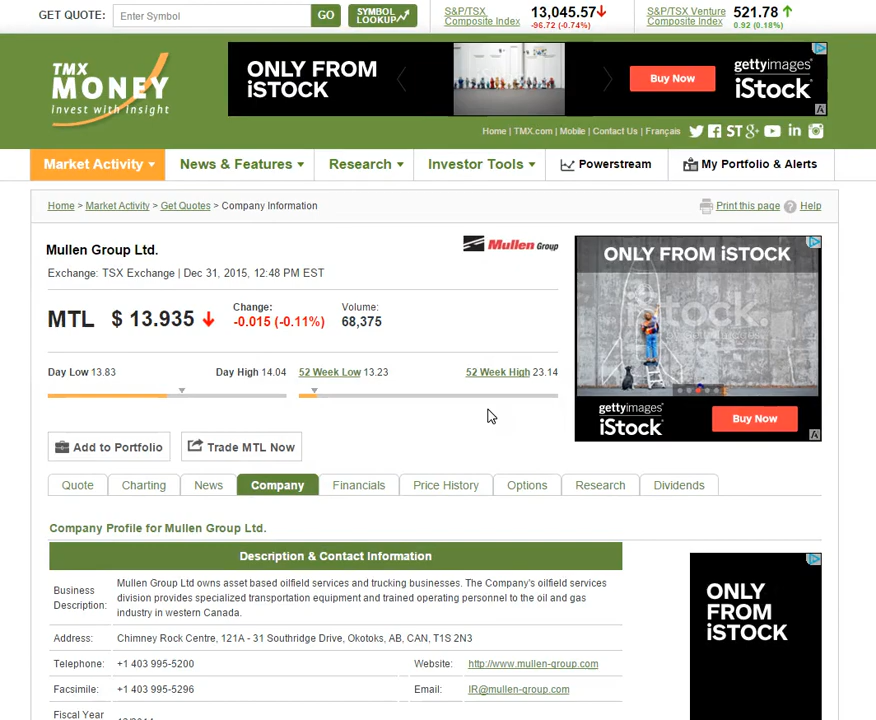 GET QUOTE: Enter Symbol GO SYMBOL LOOKUP
S&P/TSX Composite Index 13,045.57 -96.72 (-0.74%)
S&P/TSX Venture Composite Index 521.78 0.92 (0.18%)
TMX MONEY
invest with insight
ONLY FROM iSTOCK
Buy Now
gettyimages®
iStock™
Home | TMX.com | Mobile | Contact Us | Français
ST g+ in
Market Activity News & Features Research Investor Tools Powerstream My Portfolio & Alerts
Home > Market Activity > Get Quotes > Company Information
Print this page ? Help
Mullen Group Ltd.
Mullen Group
Exchange: TSX Exchange | Dec 31, 2015, 12:48 PM EST
MTL $ 13.935
Change: -0.015 (-0.11%)
Volume: 68,375
Day Low 13.83 Day High 14.04 52 Week Low 13.23 52 Week High 23.14
ONLY FROM iSTOCK
iStock.
gettyimages®
iStock™
Buy Now
Add to Portfolio Trade MTL Now
Quote Charting News Company Financials Price History Options Research Dividends
Company Profile for Mullen Group Ltd.
Description & Contact Information
Business Description:
Mullen Group Ltd owns asset based oilfield services and trucking businesses. The Company's oilfield services
division provides specialized transportation equipment and trained operating personnel to the oil and gas
industry in western Canada.
Address: Chimney Rock Centre, 121A - 31 Southridge Drive, Okotoks, AB, CAN, T1S 2N3
Telephone: +1 403 995-5200 Website: http://www.mullen-group.com
Facsimile: +1 403 995-5296 Email: IR@mullen-group.com
Fiscal Year
ONLY
FROM
iSTOCK